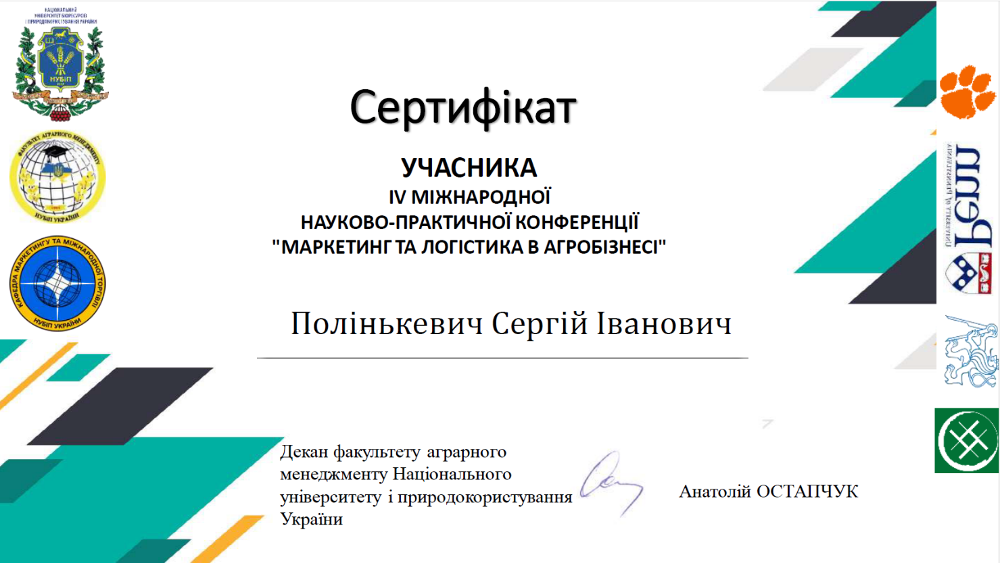 НАЦІОНАЛЬНИЙ
УНІВЕРСИТЕТ БІОРЕСУРСІВ
І ПРИРОДОКОРИСТУВАННЯ УКРАЇНИ
НУБіП
ФАКУЛЬТЕТ АГРАРНОГО МЕНЕДЖМЕНТУ
НУБІП УКРАЇНИ
КАФЕДРА МАРКЕТИНГУ ТА МІЖНАРОДНОЇ ТОРГІВЛІ
НУБІП УКРАЇНИ
Сертифікат
УЧАСНИКА
IV МІЖНАРОДНОЇ
НАУКОВО-ПРАКТИЧНОЇ КОНФЕРЕНЦІЇ
"МАРКЕТИНГ ТА ЛОГІСТИКА В АГРОБІЗНЕСІ"
Полінькевич Сергій Іванович
Декан факультету аграрного
менеджменту Національного
університету і природокористування
України
Анатолій ОСТАПЧУК
Penn
UNIVERSITY of PENNSYLVANIA